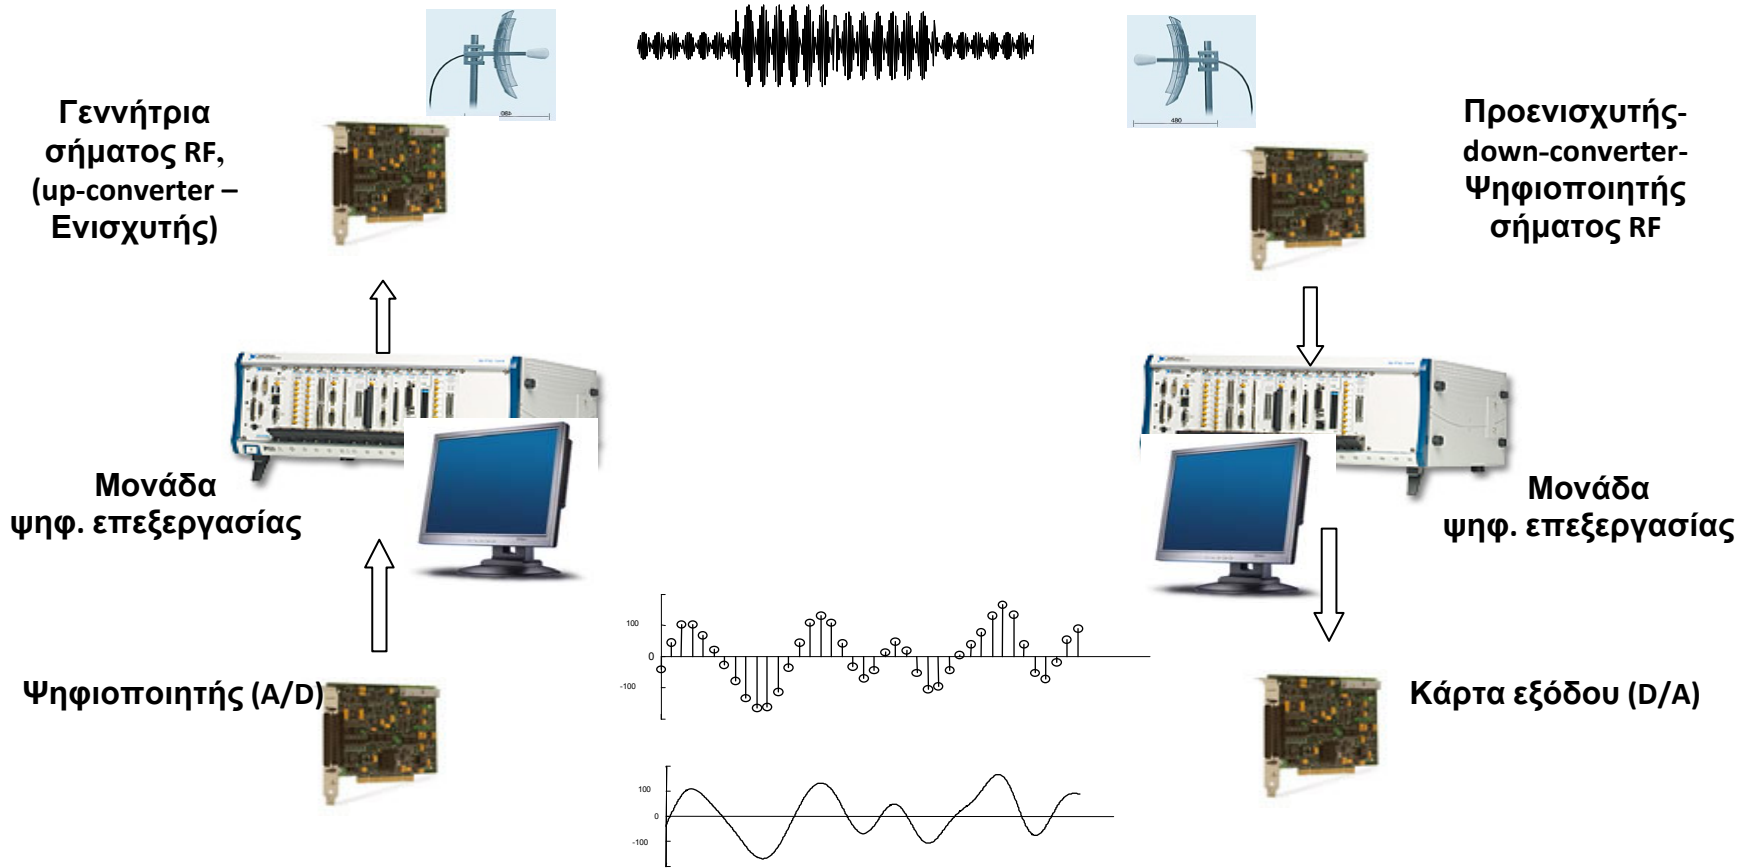 Γεννήτρια
σήματος RF,
(up-converter –
Ενισχυτής)
480
480
Προενισχυτής-
down-converter-
Ψηφιοποιητής
σήματος RF
Μονάδα
ψηφ. επεξεργασίας
Μονάδα
ψηφ. επεξεργασίας
100
0
-100
Ψηφιοποιητής (A/D)
Κάρτα εξόδου (D/A)
100
0
-100